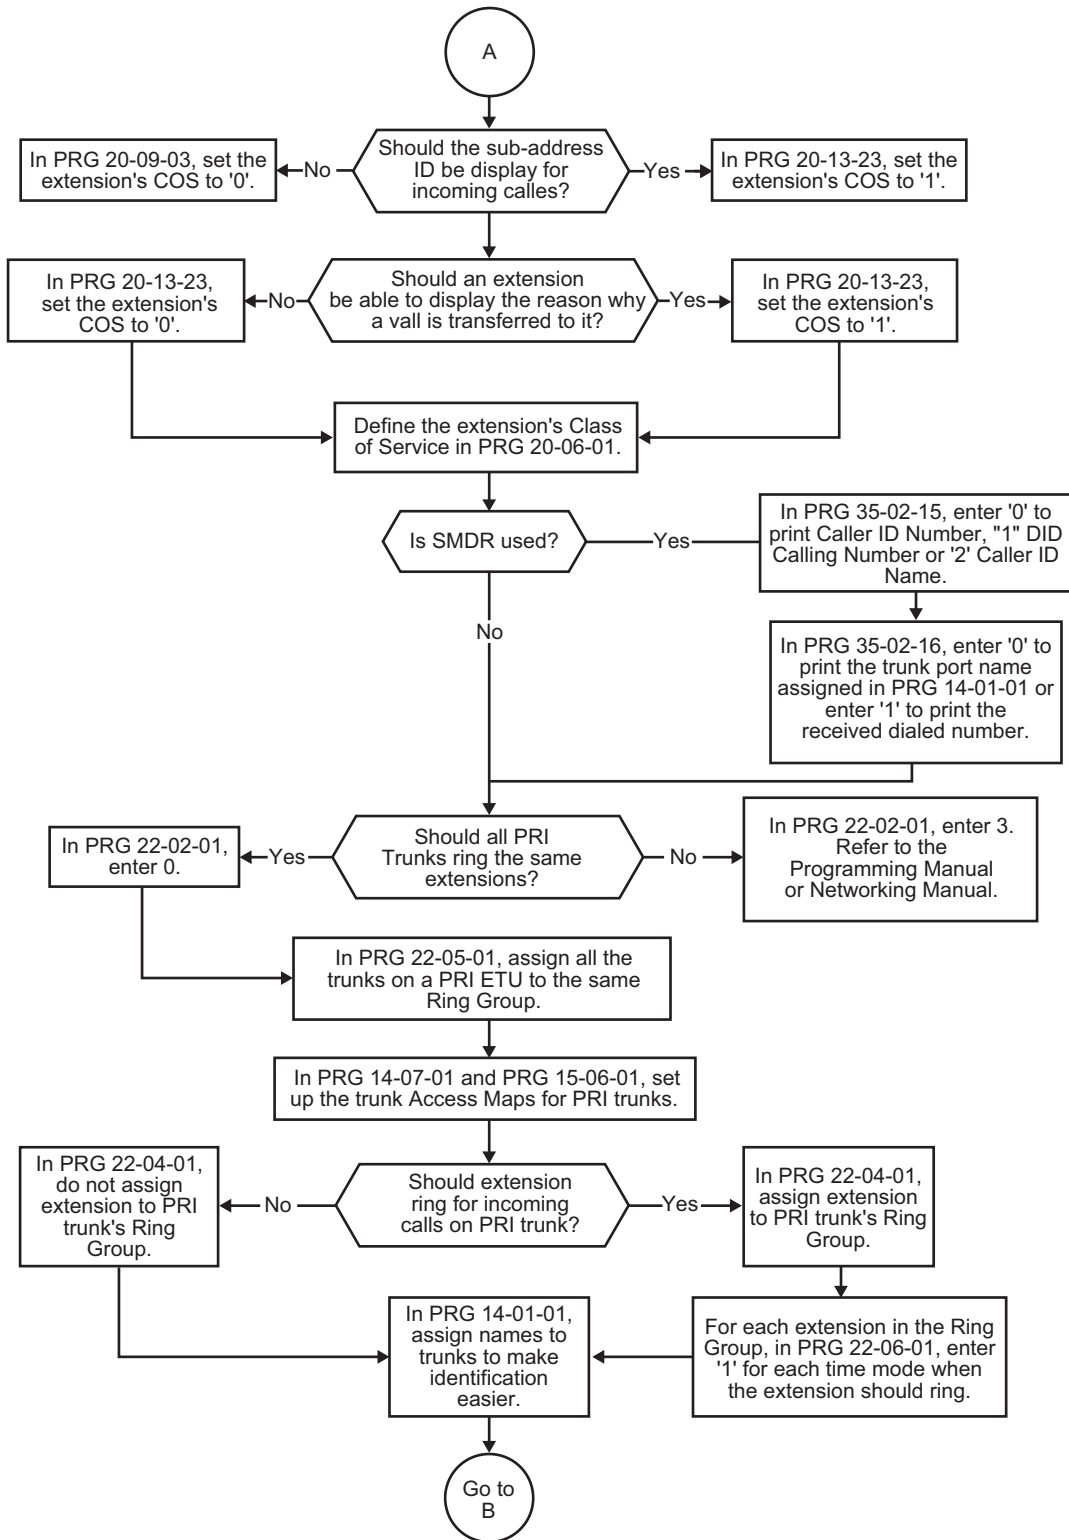 A
Should the sub-address
ID be display for
incoming calles?
No
In PRG 20-09-03, set the
extension's COS to '0'.
Yes
In PRG 20-13-23, set the
extension's COS to '1'.
Should an extension
be able to display the reason why
a vall is transferred to it?
No
In PRG 20-13-23,
set the extension's
COS to '0'.
Yes
In PRG 20-13-23,
set the extension's
COS to '1'.
Define the extension's Class
of Service in PRG 20-06-01.
Is SMDR used?
Yes
In PRG 35-02-15, enter '0' to
print Caller ID Number, "1" DID
Calling Number or '2' Caller ID
Name.
No
In PRG 35-02-16, enter '0' to
print the trunk port name
assigned in PRG 14-01-01 or
enter '1' to print the
received dialed number.
Should all PRI
Trunks ring the same
extensions?
Yes
In PRG 22-02-01,
enter 0.
No
In PRG 22-02-01, enter 3.
Refer to the
Programming Manual
or Networking Manual.
In PRG 22-05-01, assign all the
trunks on a PRI ETU to the same
Ring Group.
In PRG 14-07-01 and PRG 15-06-01, set
up the trunk Access Maps for PRI trunks.
Should extension
ring for incoming
calls on PRI trunk?
No
In PRG 22-04-01,
do not assign
extension to PRI
trunk's Ring
Group.
Yes
In PRG 22-04-01,
assign extension
to PRI trunk's Ring
Group.
For each extension in the Ring
Group, in PRG 22-06-01, enter
'1' for each time mode when
the extension should ring.
In PRG 14-01-01,
assign names to
trunks to make
identification
easier.
Go to
B